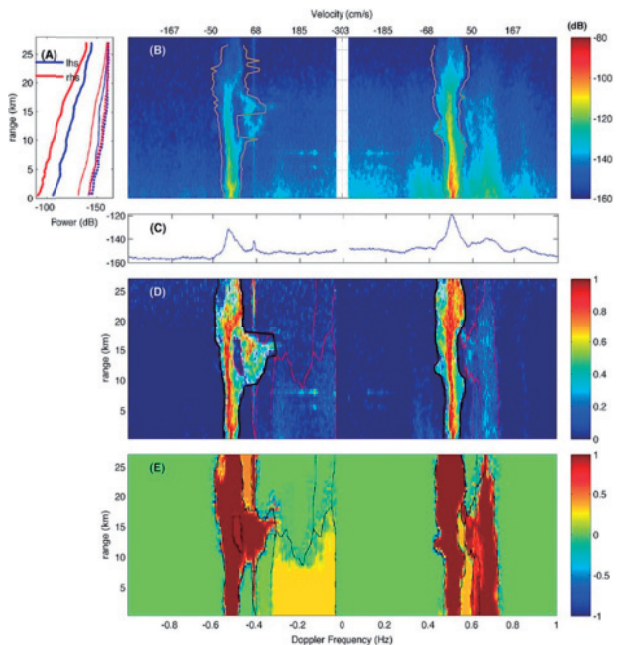 Velocity (cm/s)
-167 -50 68 185 -303 -185 -68 50 167
(dB)
(A) lhs rhs
(B)
range (km)
25 20 15 10 5 0
-100 -150
Power (dB)
-80 -100 -120 -140 -160
(C)
-120 -140 -160
(D)
range (km)
25 20 15 10 5
1 0.8 0.6 0.4 0.2 0
(E)
range (km)
25 20 15 10 5
1 0.5 0 -0.5 -1
-0.8 -0.6 -0.4 -0.2 0 0.2 0.4 0.6 0.8 1
Doppler Frequency (Hz)